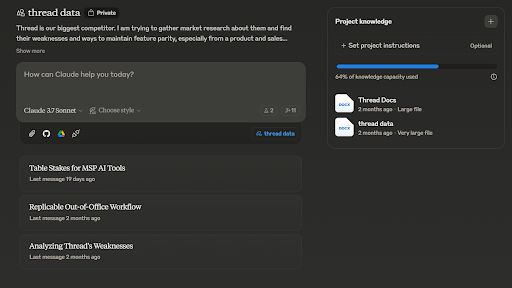 thread data
Private
Thread is our biggest competitor. I am trying to gather market research about them and find
their weaknesses and ways to maintain feature parity, especially from a product and sales...
Show more
How can Claude help you today?
Claude 3.7 Sonnet
Choose style
2
11
thread data
Table Stakes for MSP AI Tools
Last message 19 days ago
Replicable Out-of-Office Workflow
Last message 2 months ago
Analyzing Thread's Weaknesses
Last message 2 months ago
Project knowledge
+ Set project instructions
Optional
64% of knowledge capacity used
DOCX
Thread Docs
2 months ago · Large file
DOCX
thread data
2 months ago · Very large file